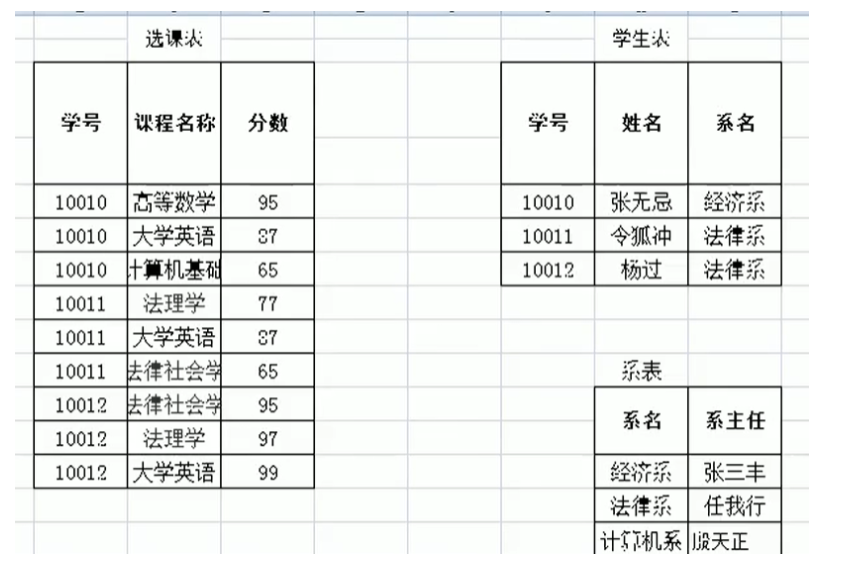 选课表
学号 课程名称 分数
10010 高等数学 95
10010 大学英语 87
10010 计算机基础 65
10011 法理学 77
10011 大学英语 87
10011 法律社会学 65
10012 法律社会学 95
10012 法理学 97
10012 大学英语 99
学生表
学号 姓名 系名
10010 张无忌 经济系
10011 令狐冲 法律系
10012 杨过 法律系
系表
系名 系主任
经济系 张三丰
法律系 任我行
计算机系 殷天正